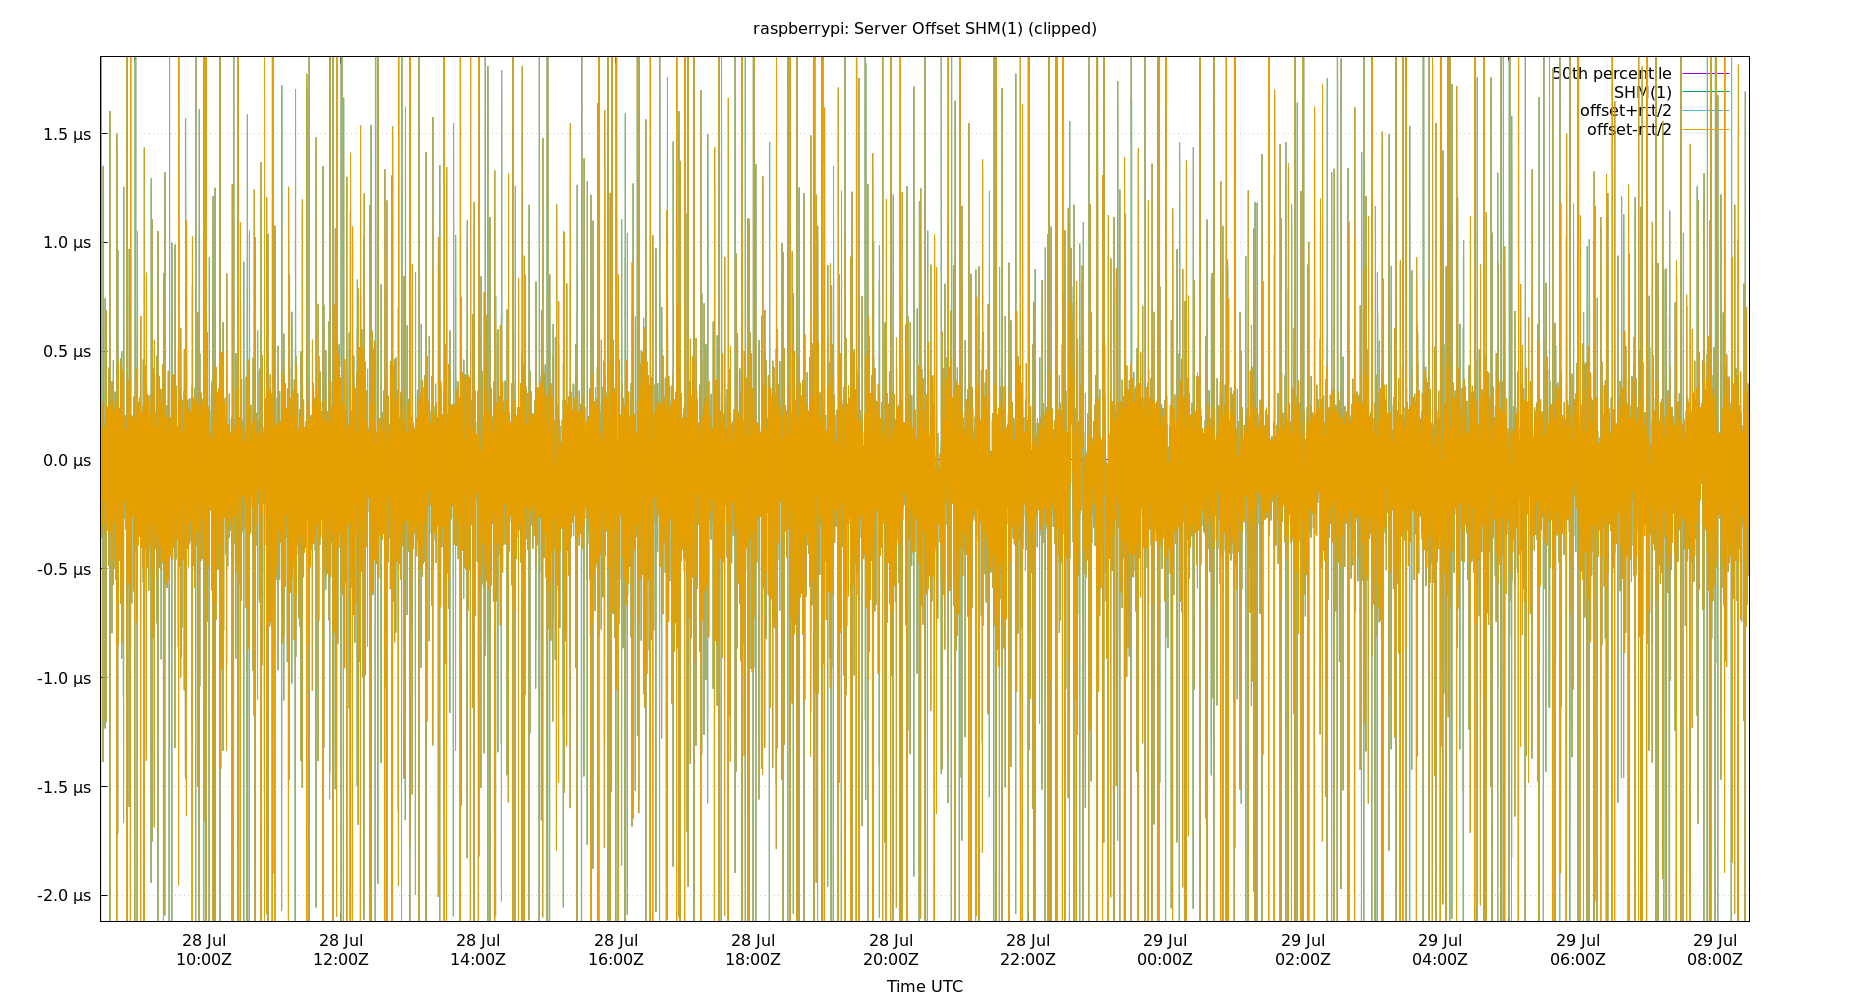 raspberrypi: Server Offset SHM(1) (clipped)
50th percentile
SHM(1)
offset+rtt/2
offset-rtt/2
1.5 µs
1.0 µs
0.5 µs
0.0 µs
-0.5 µs
-1.0 µs
-1.5 µs
-2.0 µs
28 Jul 28 Jul 28 Jul 28 Jul 28 Jul 28 Jul 28 Jul 29 Jul 29 Jul 29 Jul 29 Jul 29 Jul
10:00Z 12:00Z 14:00Z 16:00Z 18:00Z 20:00Z 22:00Z 00:00Z 02:00Z 04:00Z 06:00Z 08:00Z
Time UTC